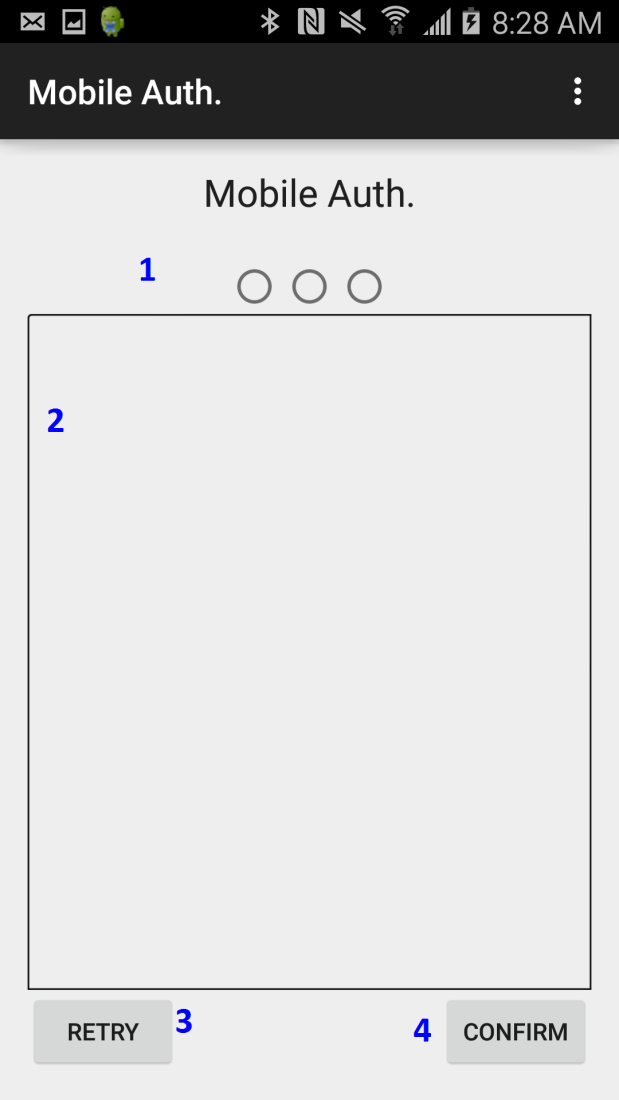 8:28 AM
Mobile Auth.
Mobile Auth.
1
2
RETRY 3 4 CONFIRM